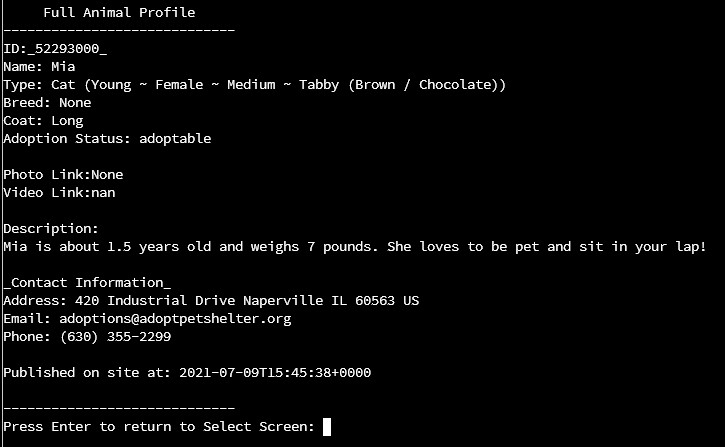 Full Animal Profile
-----------------------------
ID:_52293000_
Name: Mia
Type: Cat (Young ~ Female ~ Medium ~ Tabby (Brown / Chocolate))
Breed: None
Coat: Long
Adoption Status: adoptable
Photo Link:None
Video Link:nan
Description:
Mia is about 1.5 years old and weighs 7 pounds. She loves to be pet and sit in your lap!
_Contact Information_
Address: 420 Industrial Drive Naperville IL 60563 US
Email: adoptions@adoptpetshelter.org
Phone: (630) 355-2299
Published on site at: 2021-07-09T15:45:38+0000
-----------------------------
Press Enter to return to Select Screen: